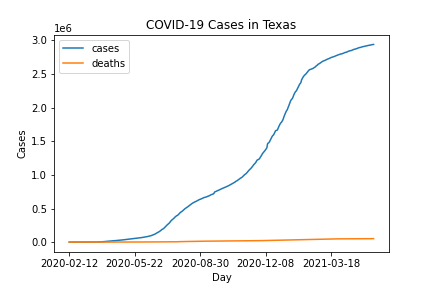 COVID-19 Cases in Texas
1e6
cases
deaths
3.0
2.5
2.0
1.5
1.0
0.5
0.0
Cases
2020-02-12 2020-05-22 2020-08-30 2020-12-08 2021-03-18
Day